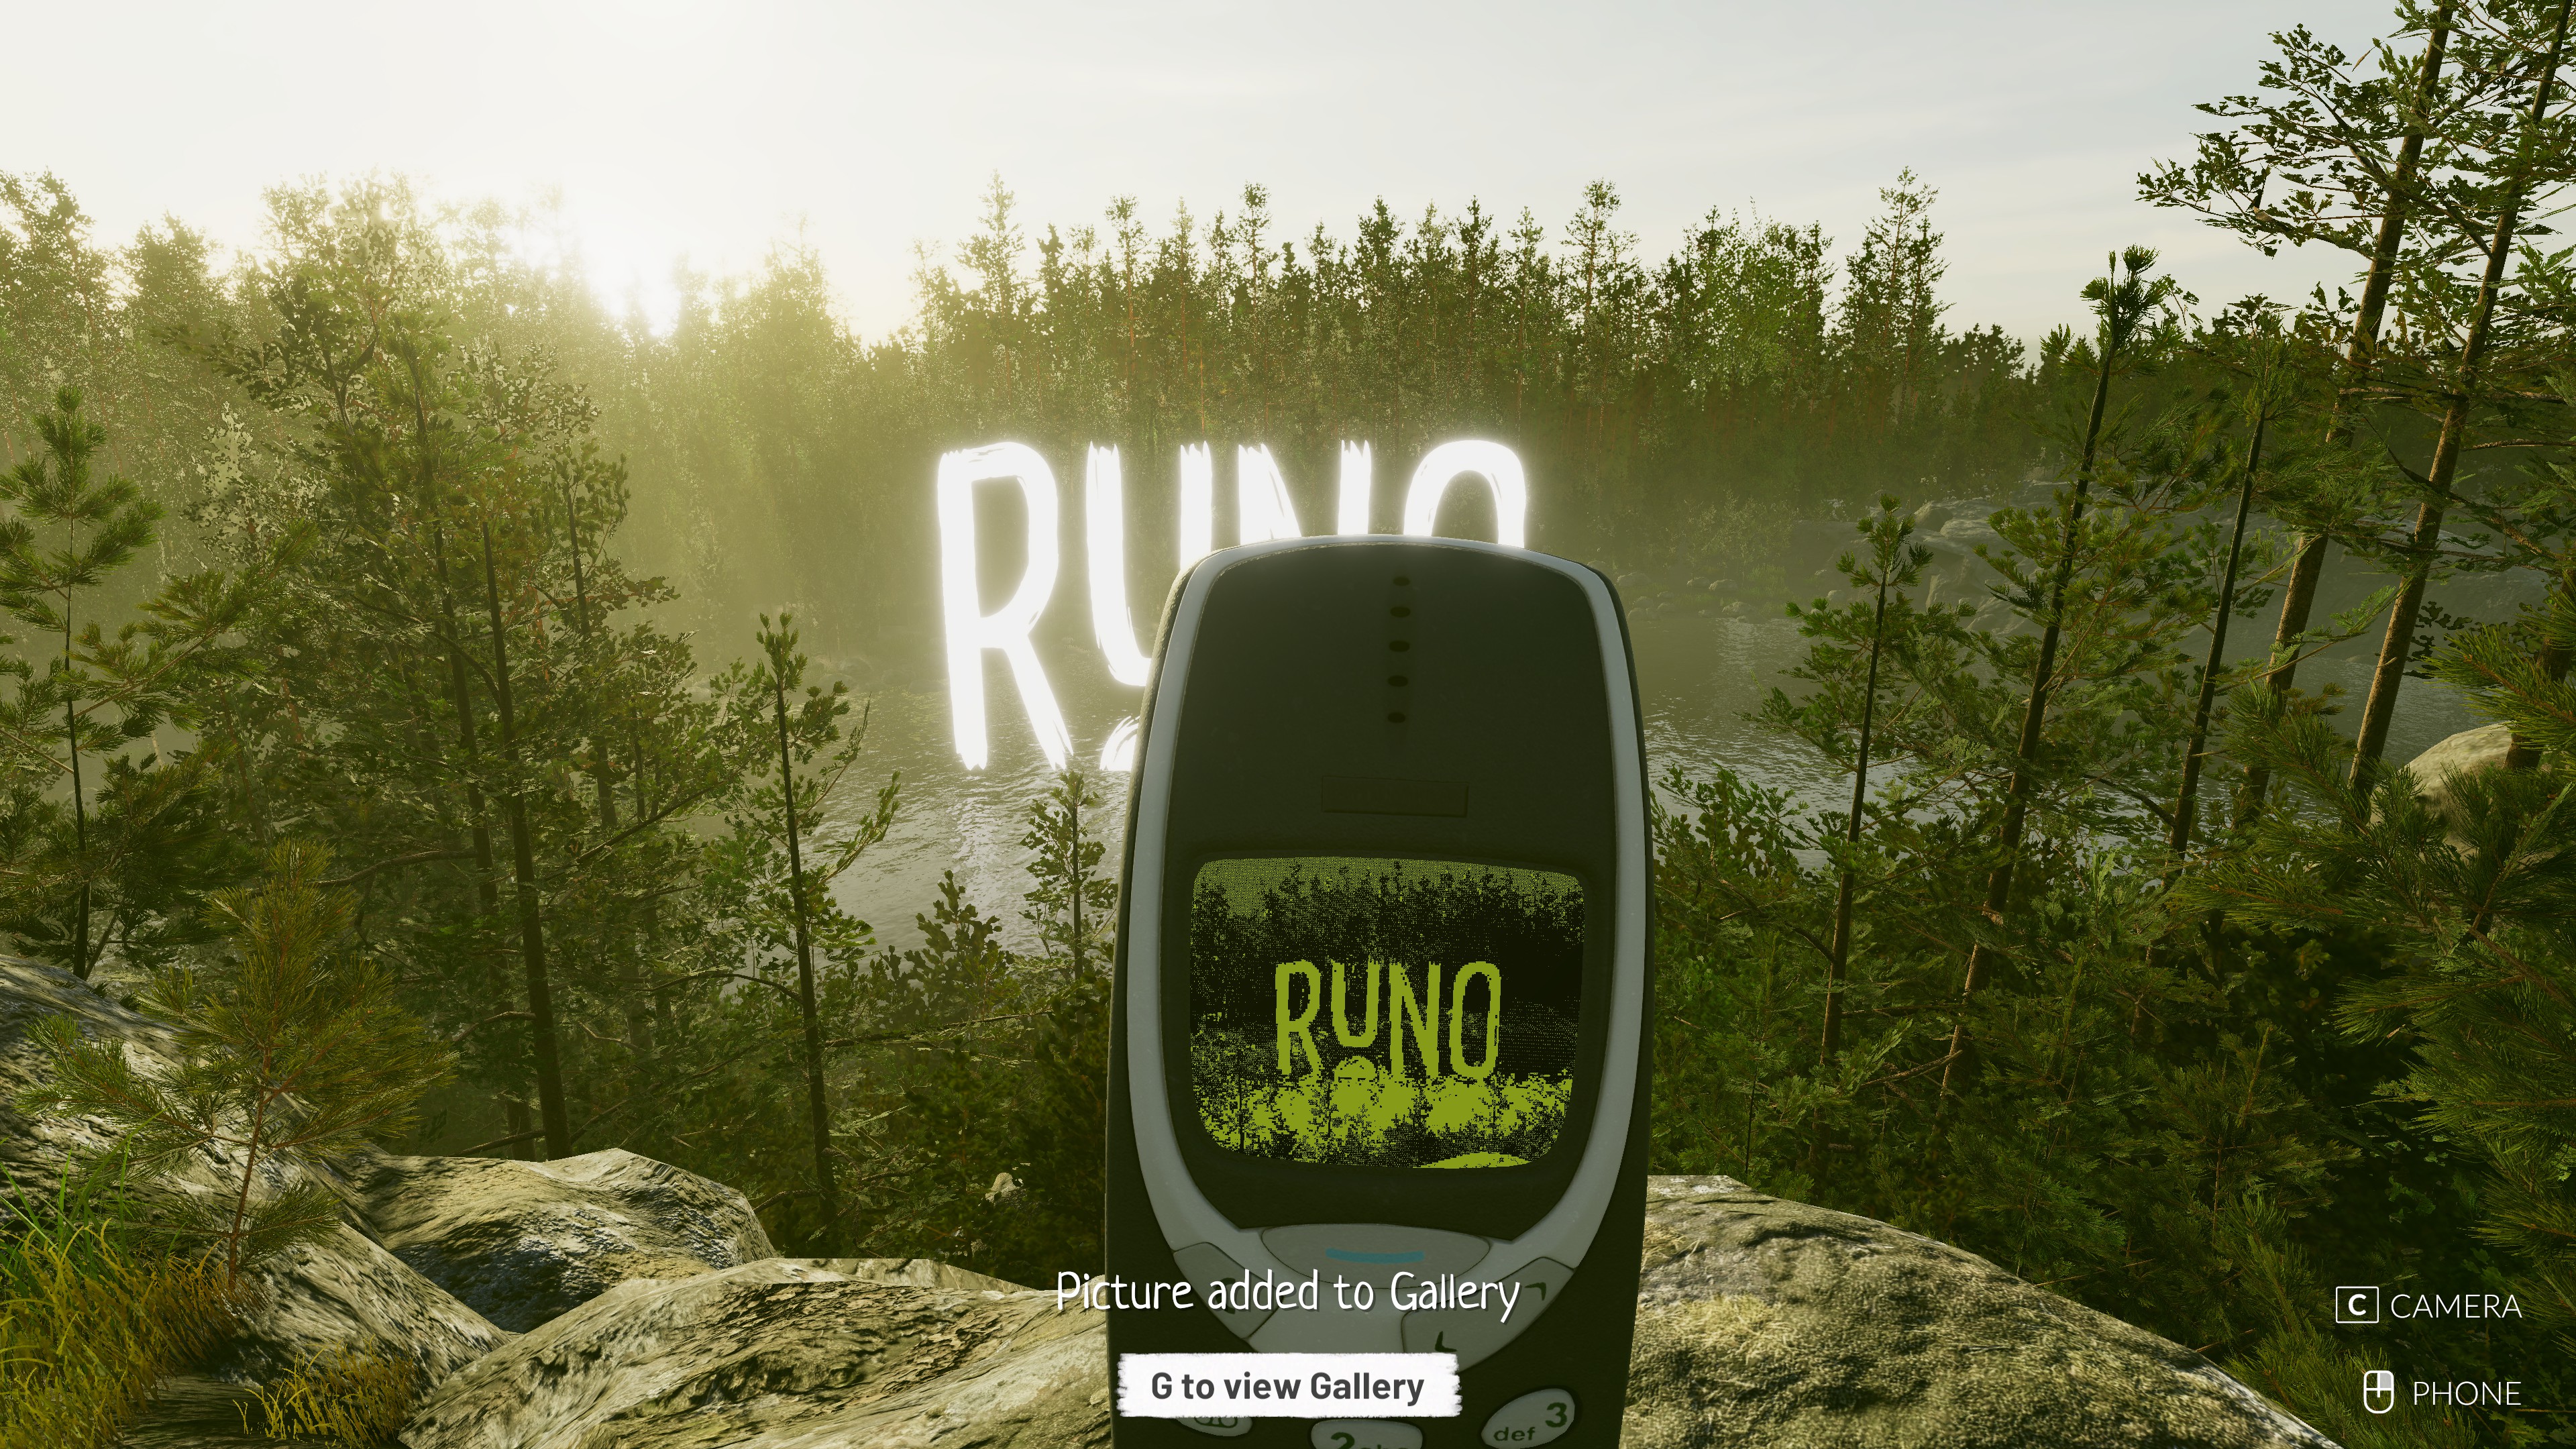 RUNO
RUNO
Picture added to Gallery
G to view Gallery
C CAMERA
PHONE
def 3